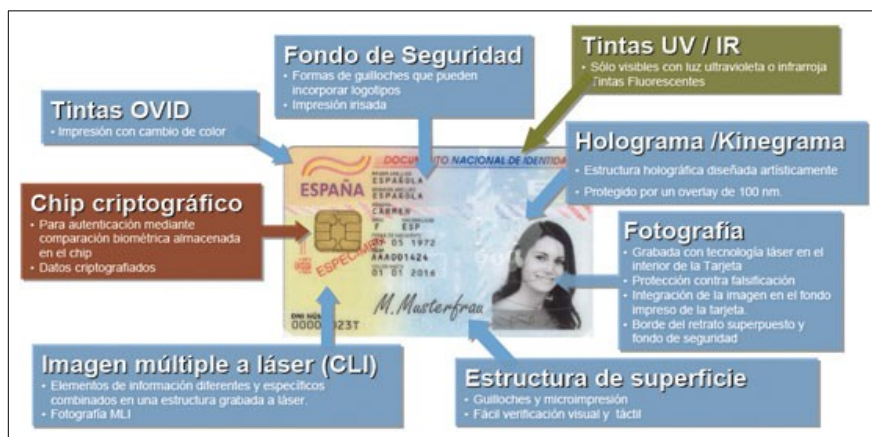 Fondo de Seguridad
• Formas de guilloches que pueden
incorporar logotipos
• Impresión irisada
Tintas UV / IR
• Sólo visibles con luz ultravioleta o infrarroja
Tintas Fluorescentes
Tintas OVID
• Impresión con cambio de color
Holograma /Kinegrama
• Estructura holográfica diseñada artísticamente
• Protegido por un overlay de 100 nm.
Chip criptográfico
• Para autenticación mediante
comparación biométrica almacenada
en el chip
• Datos criptografiados
Fotografía
• Grabada con tecnología láser en el
interior de la Tarjeta
• Protección contra falsificación
• Integración de la imagen en el fondo
impreso de la tarjeta.
• Borde del retrato superpuesto y
fondo de seguridad
DOCUMENTO NACIONAL DE IDENTIDA
ESPAÑA
ESPAÑOLA
ESPAÑOLA
CARMEN
F ESP
05 1972
AAA001424
01 01 2016
ESPECIMEN
M. Musterfrau
023T
Imagen múltiple a láser (CLI)
• Elementos de información diferentes y específicos
combinados en una estructura grabada a láser.
• Fotografía MLI
Estructura de superficie
• Guilloches y microimpresión
• Fácil verificación visual y táctil